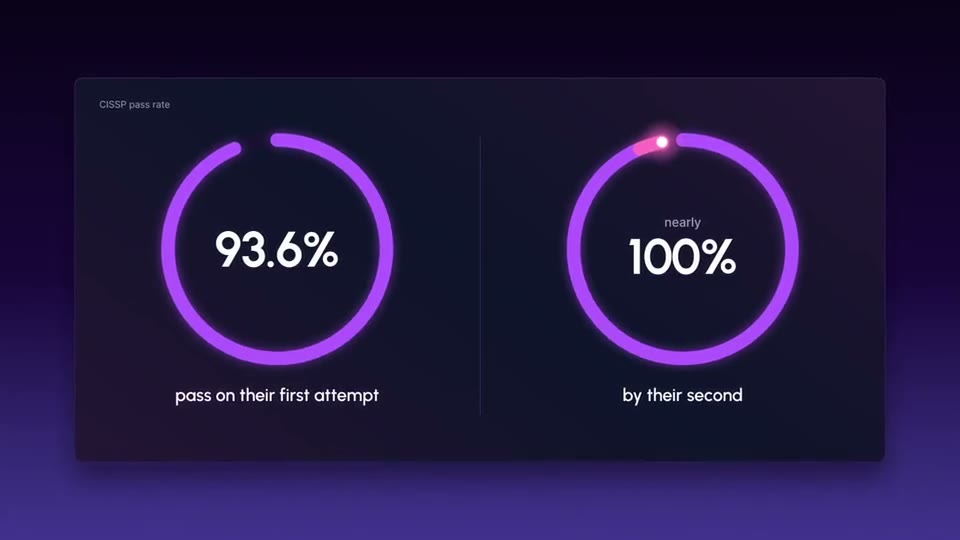 CISSP pass rate
93.6%
pass on their first attempt
nearly
100%
by their second